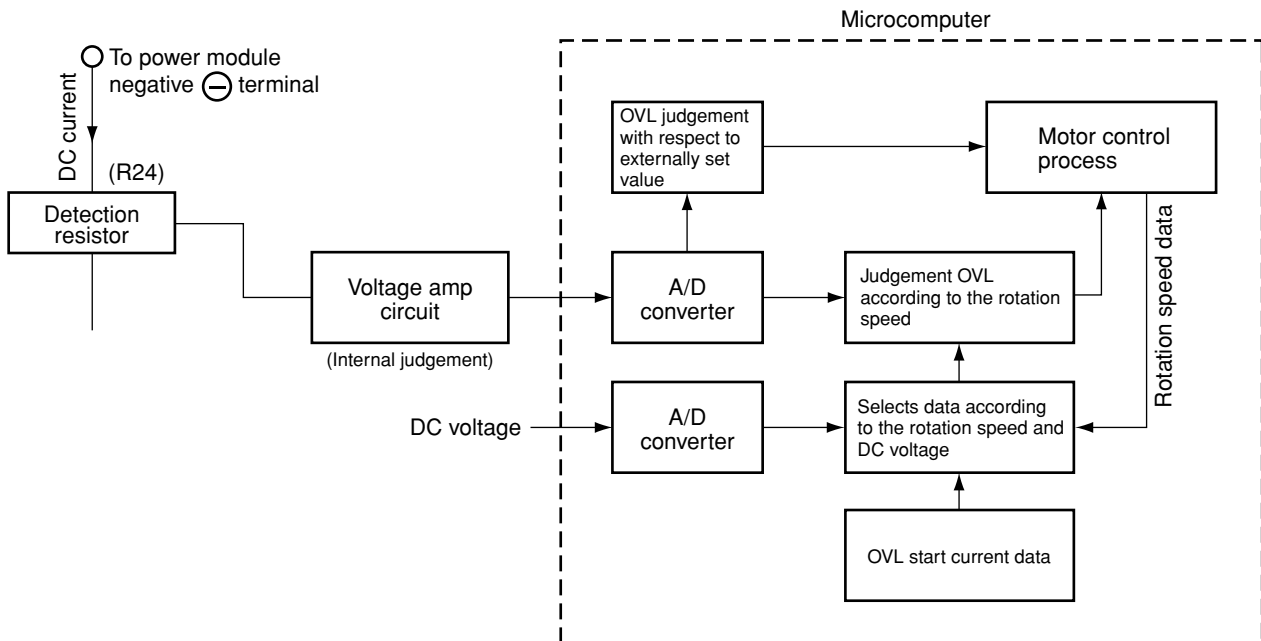 Microcomputer
To power module
negative ⊖ terminal
DC current
(R24)
Detection
resistor
Voltage amp
circuit
(Internal judgement)
OVL judgement
with respect to
externally set
value
Motor control
process
A/D
converter
Judgement OVL
according to the rotation
speed
Rotation speed data
DC voltage
A/D
converter
Selects data according
to the rotation speed and
DC voltage
OVL start current data